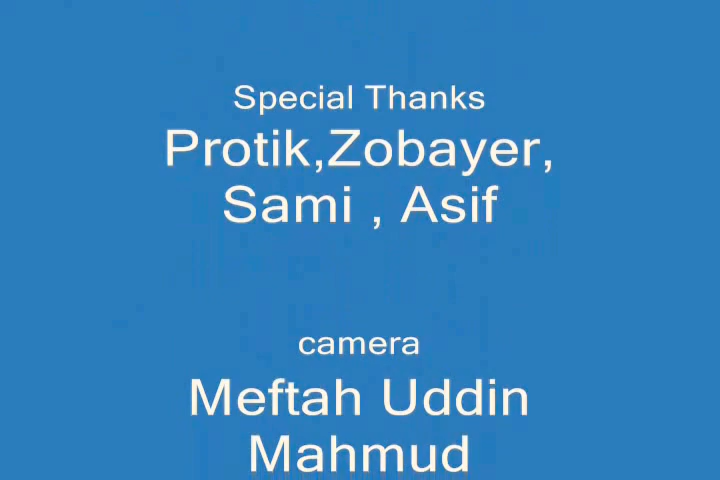 Special Thanks
Protik,Zobayer,
Sami , Asif
camera
Meftah Uddin
Mahmud